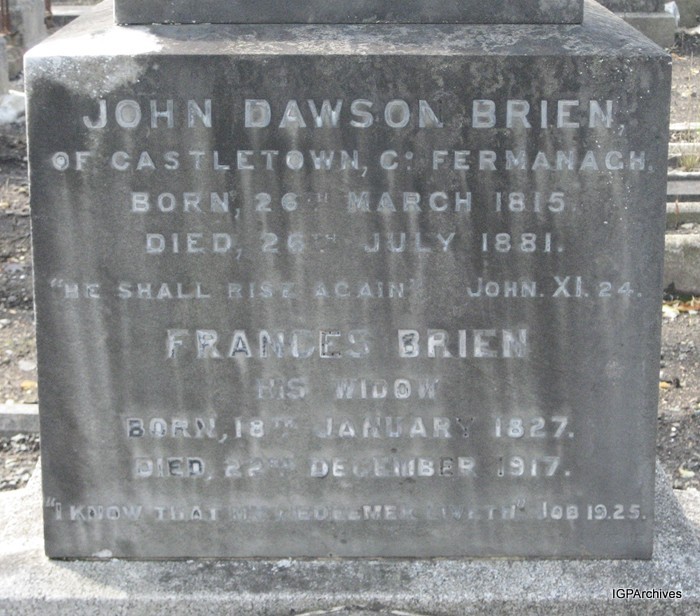 JOHN DAWSON BRIEN,
OF CASTLETOWN, Co FERMANAGH.
BORN, 26TH MARCH 1815.
DIED, 26TH JULY 1881.
"HE SHALL RISE AGAIN" JOHN. XI. 24.
FRANCES BRIEN
HIS WIDOW
BORN, 18TH JANUARY 1827.
DIED, 22ND DECEMBER 1917.
"I KNOW THAT MY REDEEMER LIVETH" JOB 19.25.
IGPArchives